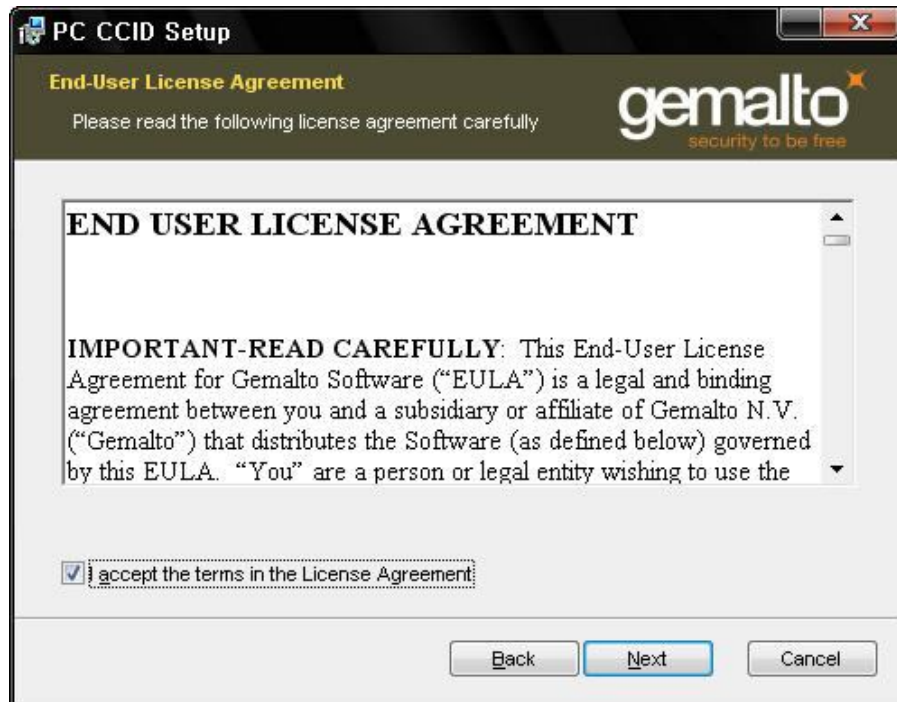 PC CCID Setup
End-User License Agreement
Please read the following license agreement carefully
gemalto
security to be free
END USER LICENSE AGREEMENT
IMPORTANT-READ CAREFULLY: This End-User License
Agreement for Gemalto Software (“EULA”) is a legal and binding
agreement between you and a subsidiary or affiliate of Gemalto N.V.
(“Gemalto”) that distributes the Software (as defined below) governed
by this EULA. “You” are a person or legal entity wishing to use the
I accept the terms in the License Agreement
Back Next Cancel